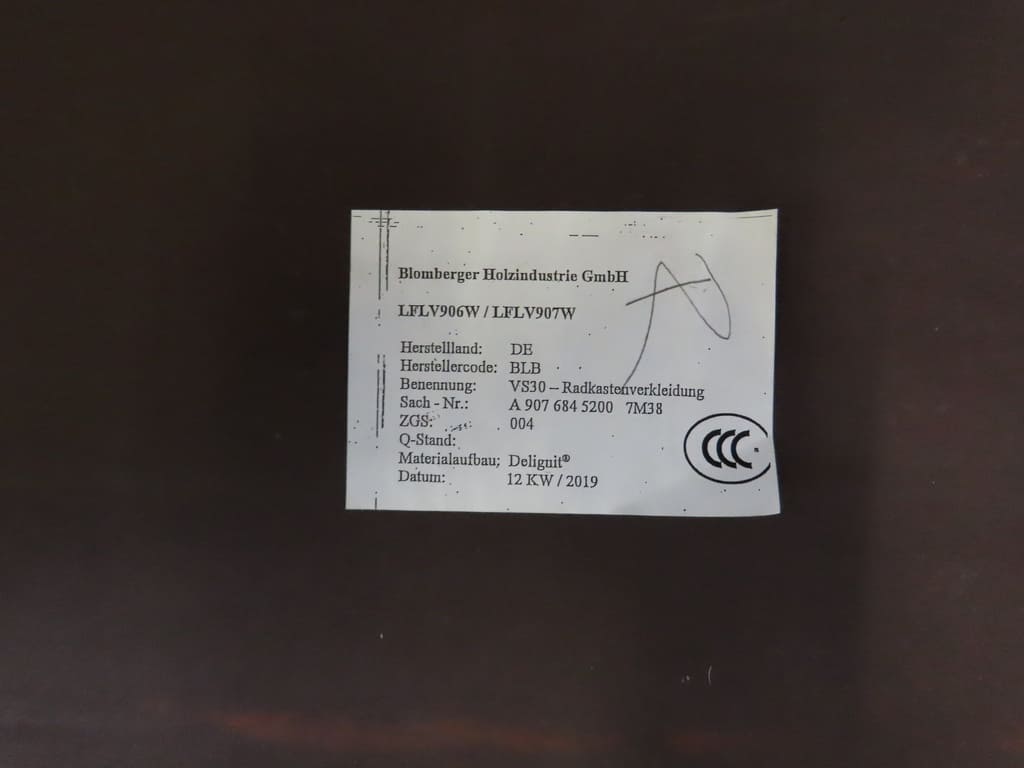 Blomberger Holzindustrie GmbH
LFLV906W / LFLV907W
Herstellland: DE
Herstellercode: BLB
Benennung: VS30 – Radkastenverkleidung
Sach - Nr.: A 907 684 5200 7M38
ZGS: 004
Q-Stand:
Materialaufbau; Delignit®
Datum: 12 KW / 2019
CCC